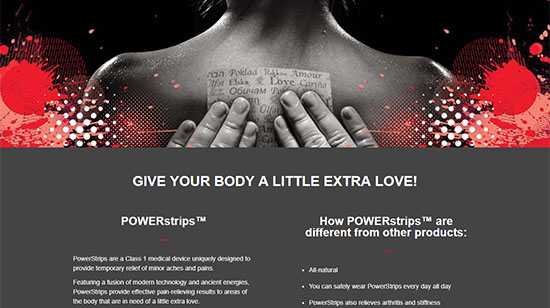 Poklad Amour
Love Cariño
Обичам
GIVE YOUR BODY A LITTLE EXTRA LOVE!
POWERstrips™
PowerStrips are a Class 1 medical device uniquely designed to
provide temporary relief of minor aches and pains.
Featuring a fusion of modern technology and ancient energies,
PowerStrips provide effective pain-relieving results to areas of
the body that are in need of a little extra love.
How POWERstrips™ are
different from other products:
All-natural
You can safely wear PowerStrips every day all day
PowerStrips also relieves arthritis and stiffness